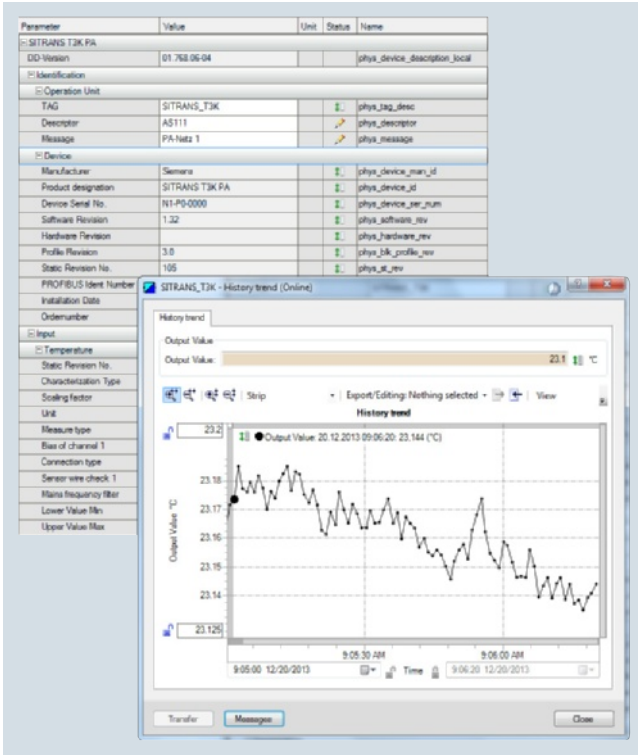 Parameter Value Unit Status Name
SITRANS T3K PA
DD-Version 01.768.06-04 phys_device_description_local
Identification
Operation Unit
TAG SITRANS_T3K phys_tag_desc
Descriptor AS111 phys_descriptor
Message PA-Netz 1 phys_message
Device
Manufacturer Siemens phys_device_man_id
Product designation SITRANS T3K PA phys_device_id
Device Serial No. N1-P0-0000 phys_device_ser_num
Software Revision 1.32 phys_software_rev
Hardware Revision phys_hardware_rev
Profile Revision 3.0 phys_blk_profile_rev
Static Revision No. 105 phys_st_rev
PROFIBUS Ident Number
Installation Date
Ordernumber
Input
Temperature
Static Revision No.
Characterization Type
Scaling factor
Unit
Measure type
Bias of channel 1
Connection type
Sensor wire check 1
Mains frequency filter
Lower Value Min
Upper Value Max
SITRANS_T3K - History trend (Online)
History trend
Output Value
Output Value: 23.1 °C
Strip Export/Editing: Nothing selected View
History trend
23.2
Output Value: 20.12.2013 09:06:20: 23,144 (°C)
23.18
23.17
23.16
23.15
23.14
23.125
Output Value °C
9:05:30 AM 9:06:00 AM
9:05:00 12/20/2013 Time 9:06:20 12/20/2013
Transfer Messages Close